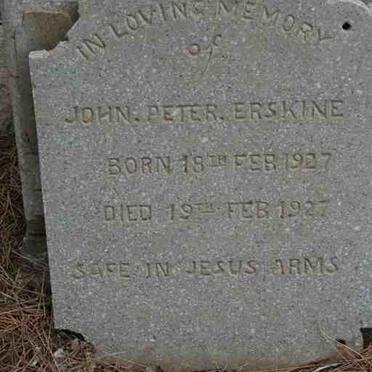 IN LOVING MEMORY
of
JOHN. PETER. ERSKINE
BORN 18TH FEB 1927
DIED 19TH FEB 1927
SAFE IN JESUS ARMS